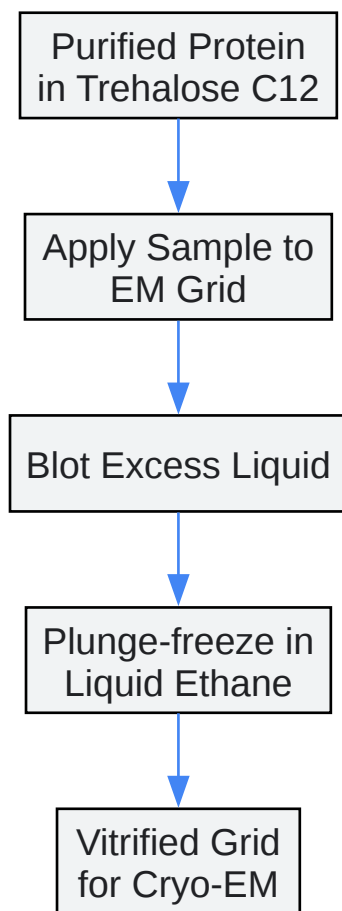 Purified Protein
in Trehalose C12
Apply Sample to
EM Grid
Blot Excess Liquid
Plunge-freeze in
Liquid Ethane
Vitrified Grid
for Cryo-EM